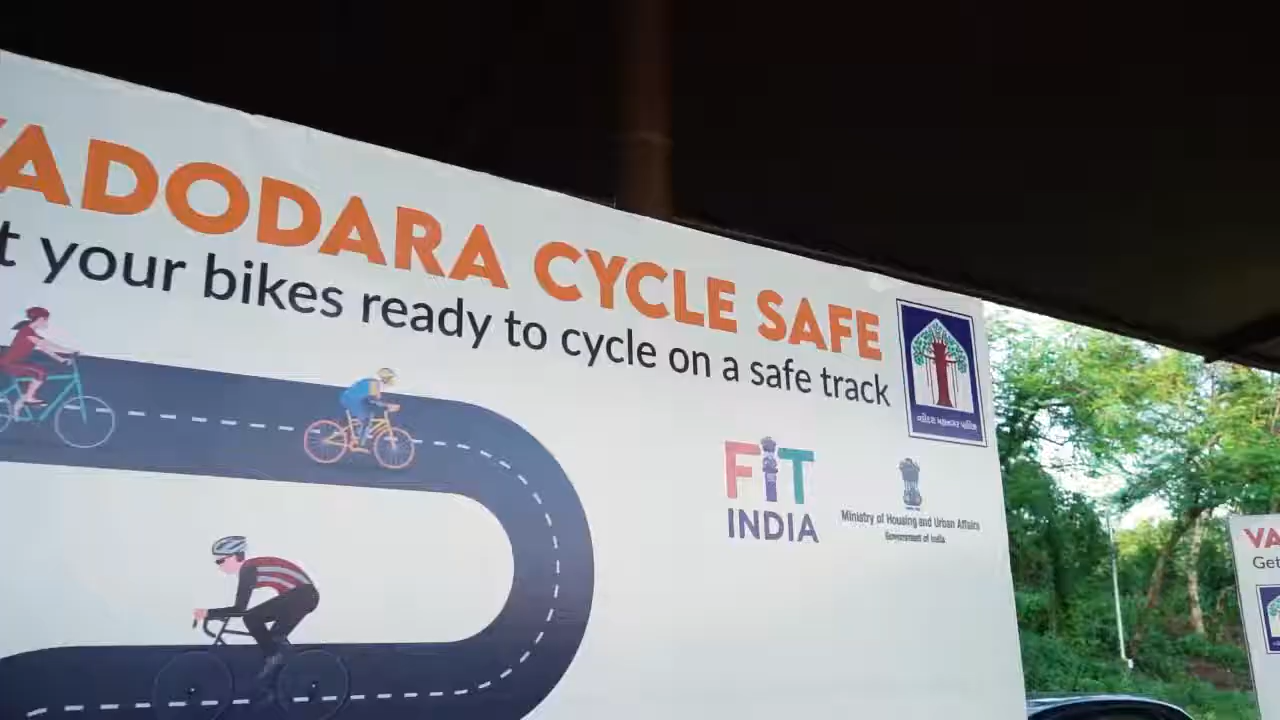 VADODARA CYCLE SAFE
t your bikes ready to cycle on a safe track
FIT
INDIA
Ministry of Housing and Urban Affairs
Government of India
VA
Get